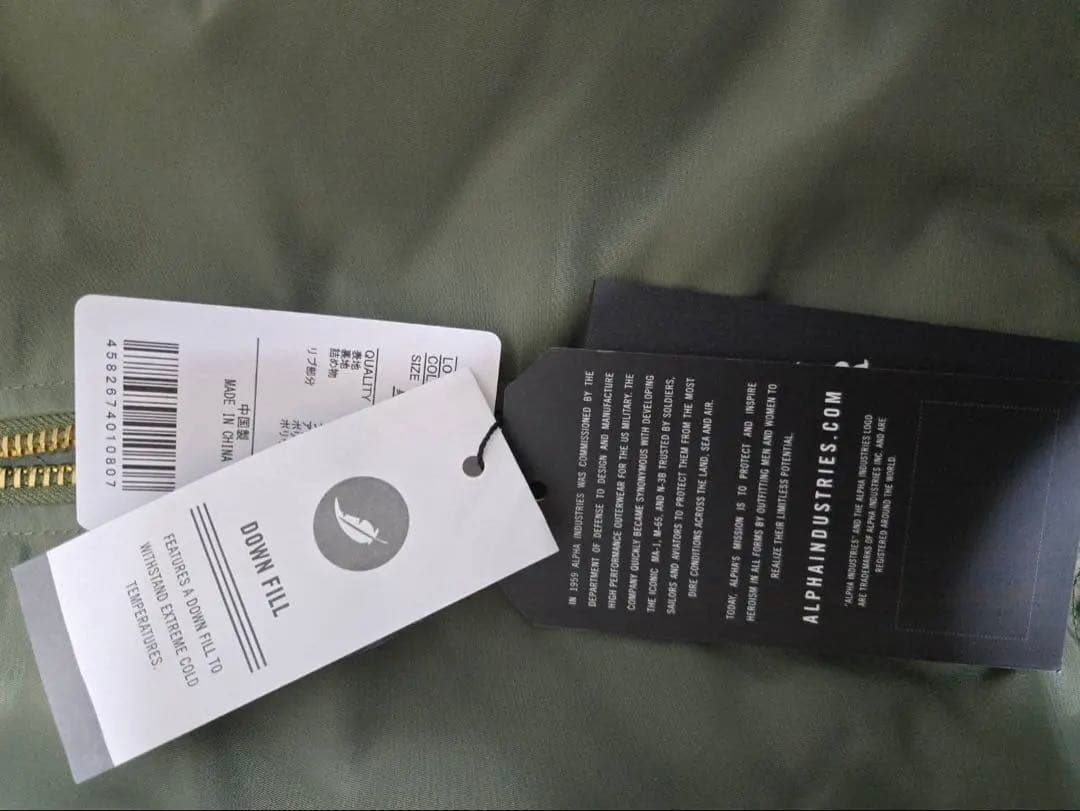 LO
COL
SIZE
QUALITY
表地
裏地
詰め物
リブ部分
中国製
MADE IN CHINA
4582674010807
DOWN FILL
FEATURES A DOWN FILL TO
WITHSTAND EXTREME COLD
TEMPERATURES.
IN 1959 ALPHA INDUSTRIES WAS COMMISSIONED BY THE
DEPARTMENT OF DEFENSE TO DESIGN AND MANUFACTURE
HIGH PERFORMANCE OUTERWEAR FOR THE US MILITARY. THE
COMPANY QUICKLY BECAME SYNONYMOUS WITH DEVELOPING
THE ICONIC MA-1, M-65, AND N-3B TRUSTED BY SOLDIERS,
SAILORS AND AVIATORS TO PROTECT THEM FROM THE MOST
DIRE CONDITIONS ACROSS THE LAND, SEA AND AIR.
TODAY, ALPHA'S MISSION IS TO PROTECT AND INSPIRE
HEROISM IN ALL FORMS BY OUTFITTING MEN AND WOMEN TO
REALIZE THEIR LIMITLESS POTENTIAL.
ALPHAINDUSTRIES.COM
"ALPHA INDUSTRIES" AND THE ALPHA INDUSTRIES LOGO
ARE TRADEMARKS OF ALPHA INDUSTRIES INC. AND ARE
REGISTERED AROUND THE WORLD.